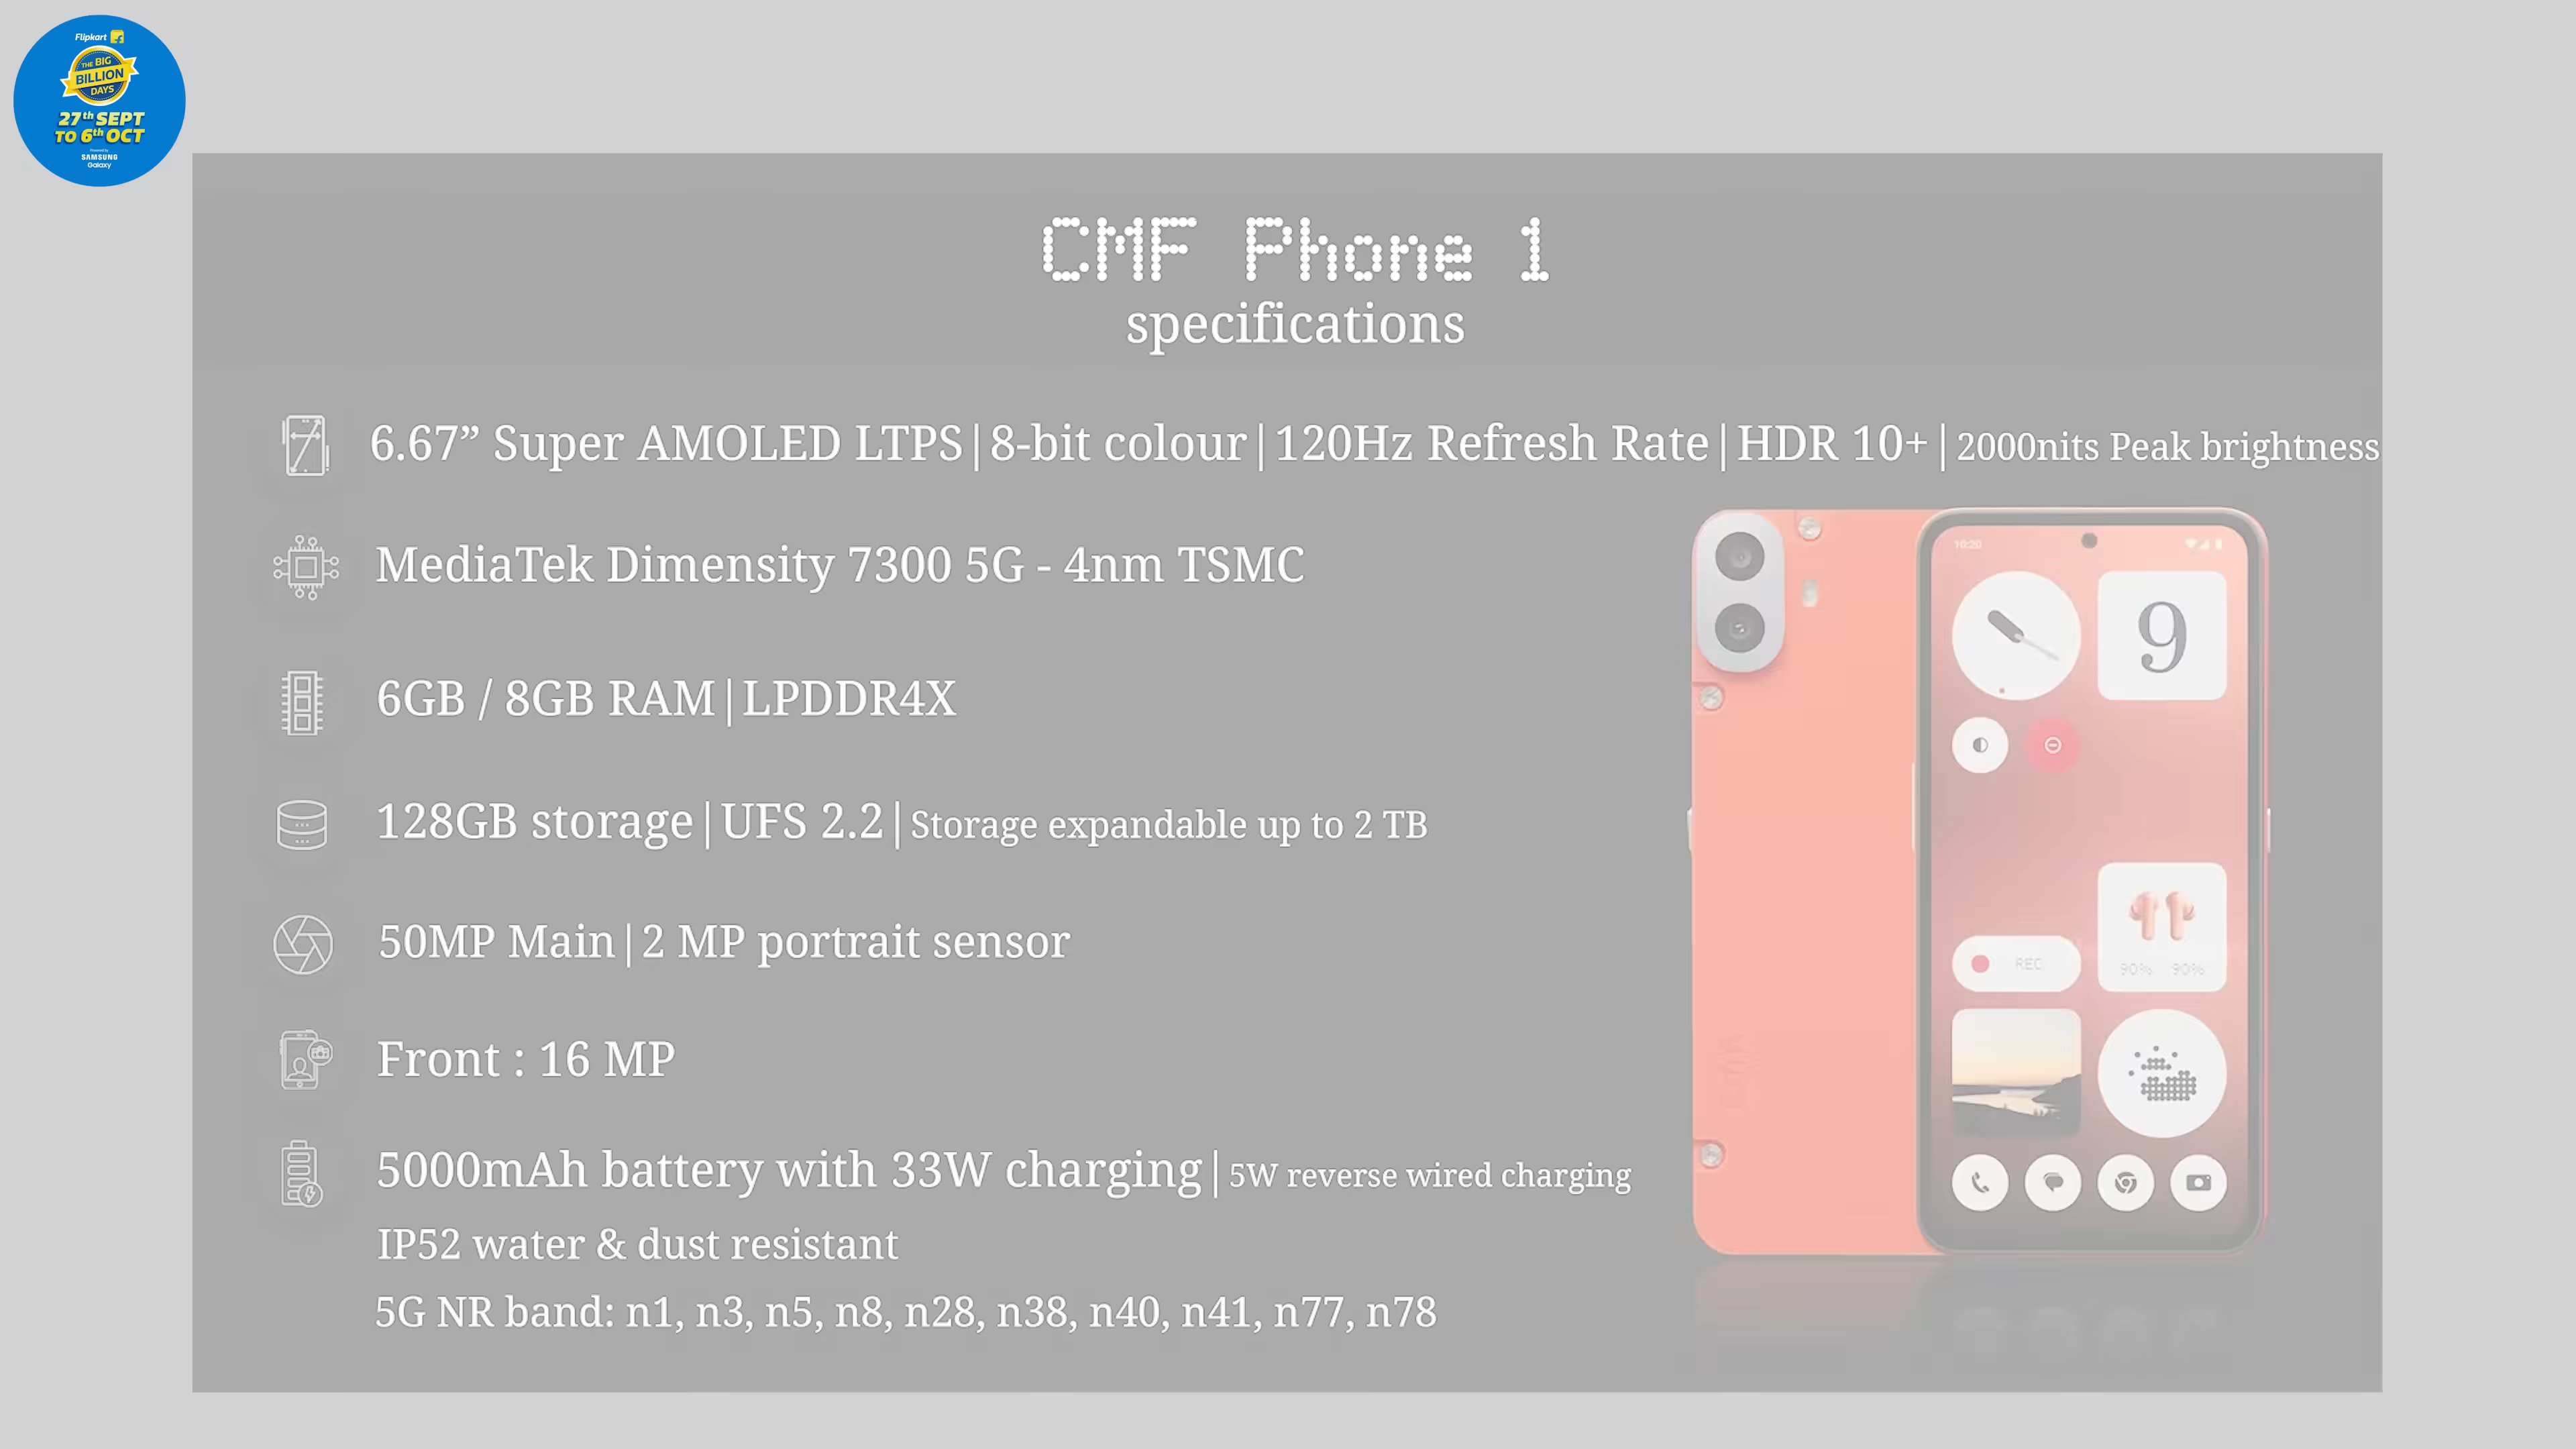 Flipkart
THE BIG
BILLION
DAYS
27th SEPT
TO 6th OCT
Powered by
SAMSUNG
Galaxy
CMF Phone 1
specifications
6.67” Super AMOLED LTPS|8-bit colour|120Hz Refresh Rate|HDR 10+|2000nits Peak brightness
MediaTek Dimensity 7300 5G - 4nm TSMC
6GB / 8GB RAM|LPDDR4X
128GB storage|UFS 2.2|Storage expandable up to 2 TB
50MP Main|2 MP portrait sensor
Front : 16 MP
5000mAh battery with 33W charging|5W reverse wired charging
IP52 water & dust resistant
5G NR band: n1, n3, n5, n8, n28, n38, n40, n41, n77, n78
10:20
9
REC
90% 90%